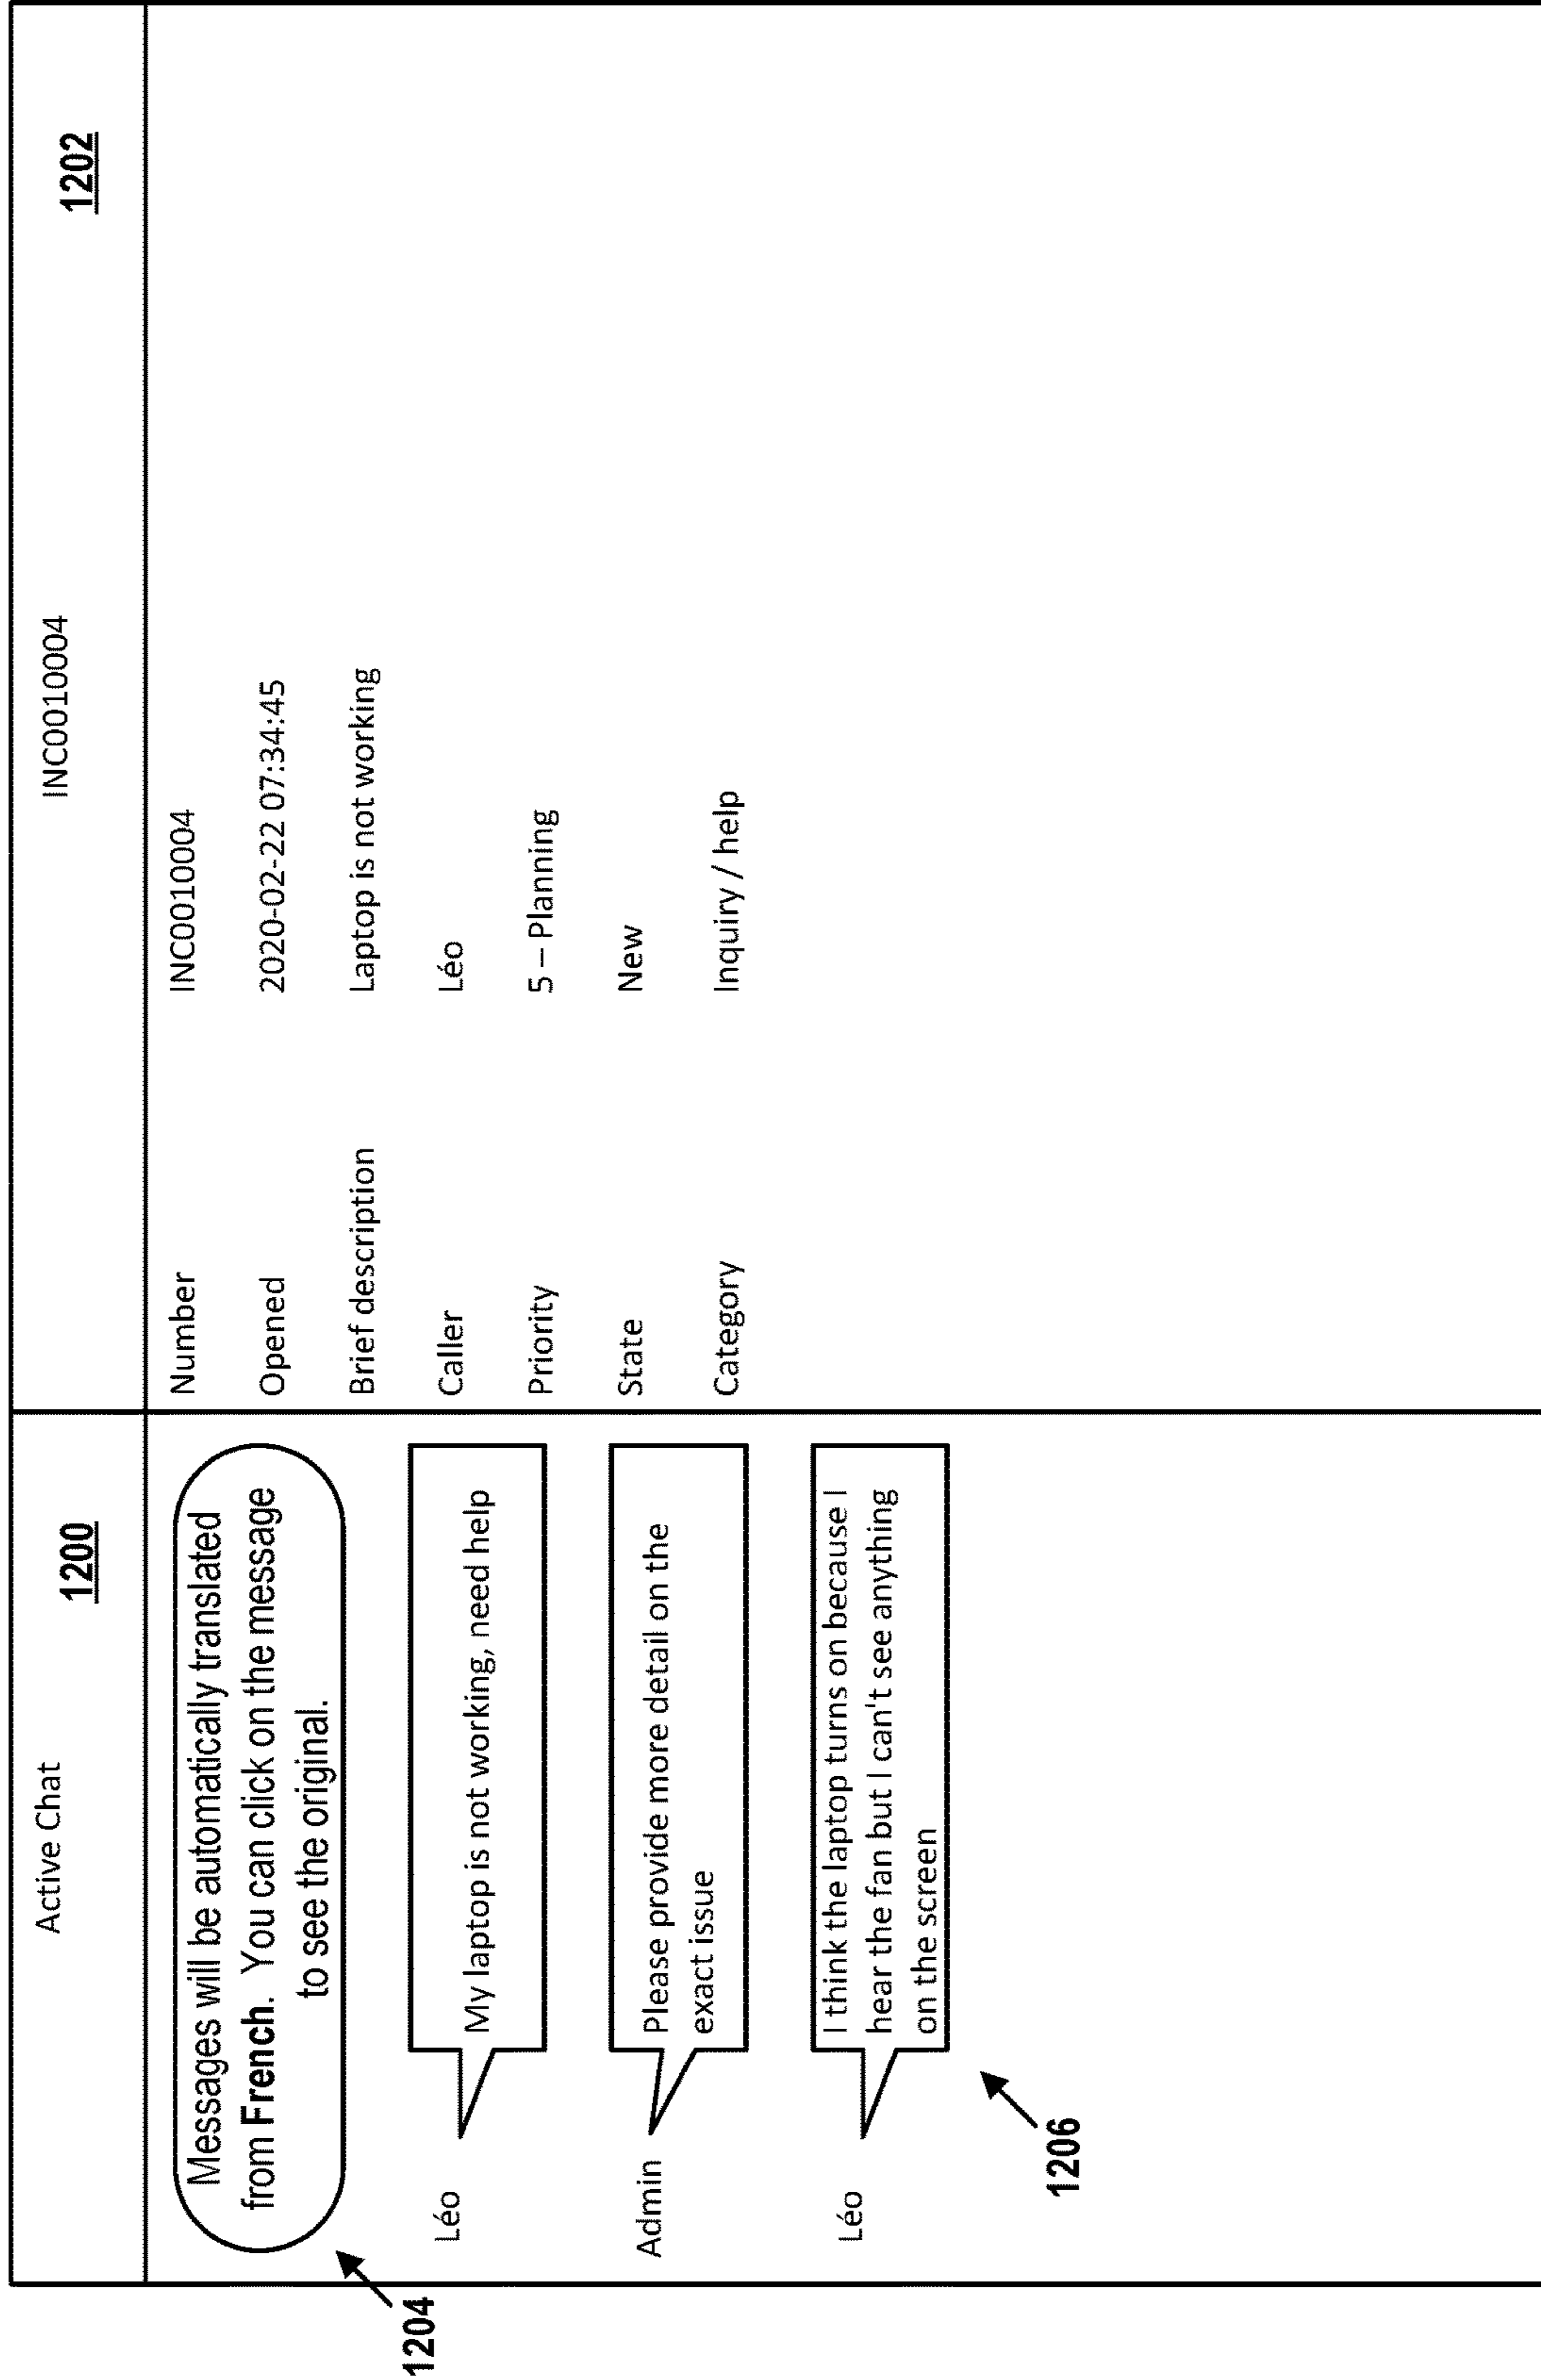 Active Chat
1200
Messages will be automatically translated
from French. You can click on the message
to see the original.
1204
Léo
My laptop is not working, need help
Admin
Please provide more detail on the
exact issue
Léo
I think the laptop turns on because I
hear the fan but I can't see anything
on the screen
1206
INC0010004
1202
Number INC0010004
Opened 2020-02-22 07:34:45
Brief description Laptop is not working
Caller Léo
Priority 5 – Planning
State New
Category Inquiry / help